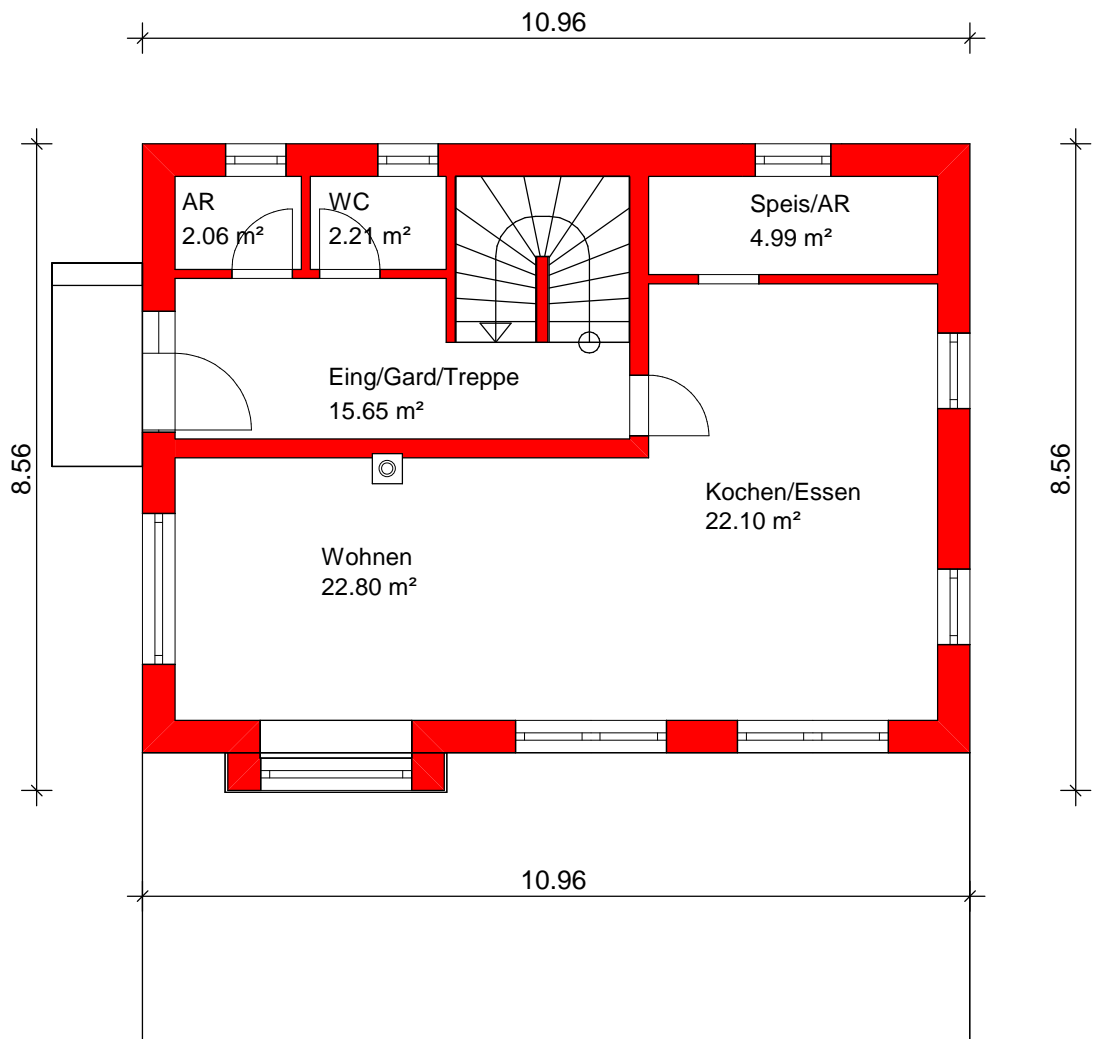 10.96
AR
2.06 m²
WC
2.21 m²
Speis/AR
4.99 m²
Eing/Gard/Treppe
15.65 m²
8.56
8.56
Kochen/Essen
22.10 m²
Wohnen
22.80 m²
10.96